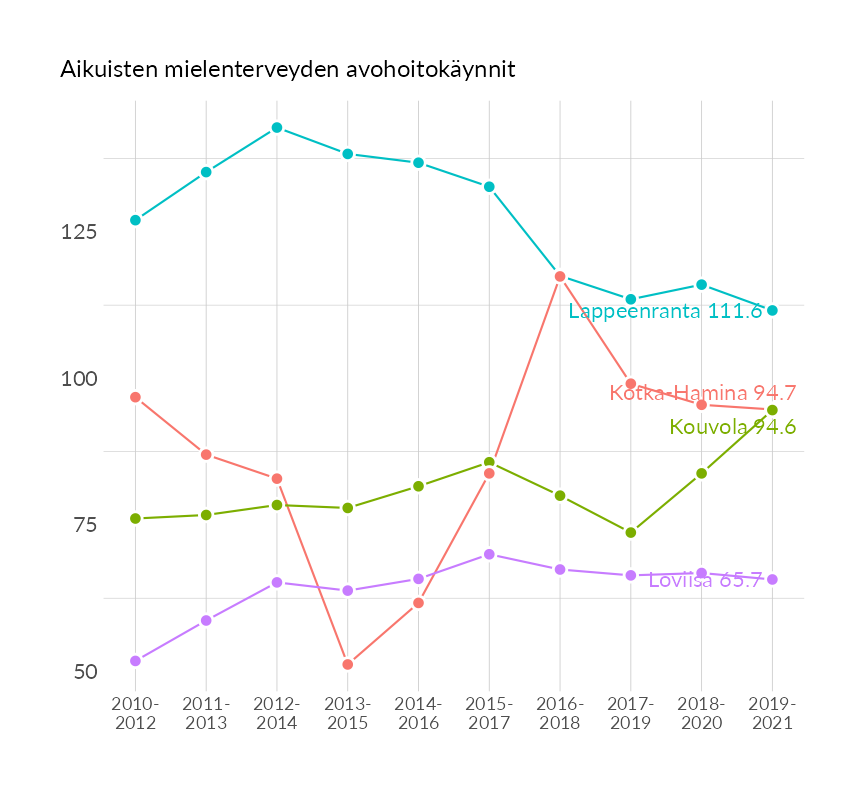 Aikuisten mielenterveyden avohoitokäynnit
125
100
75
50
Lappeenranta 111.6
Kotka-Hamina 94.7
Kouvola 94.6
Loviisa 65.7
2010- 2011- 2012- 2013- 2014- 2015- 2016- 2017- 2018- 2019-
2012 2013 2014 2015 2016 2017 2018 2019 2020 2021